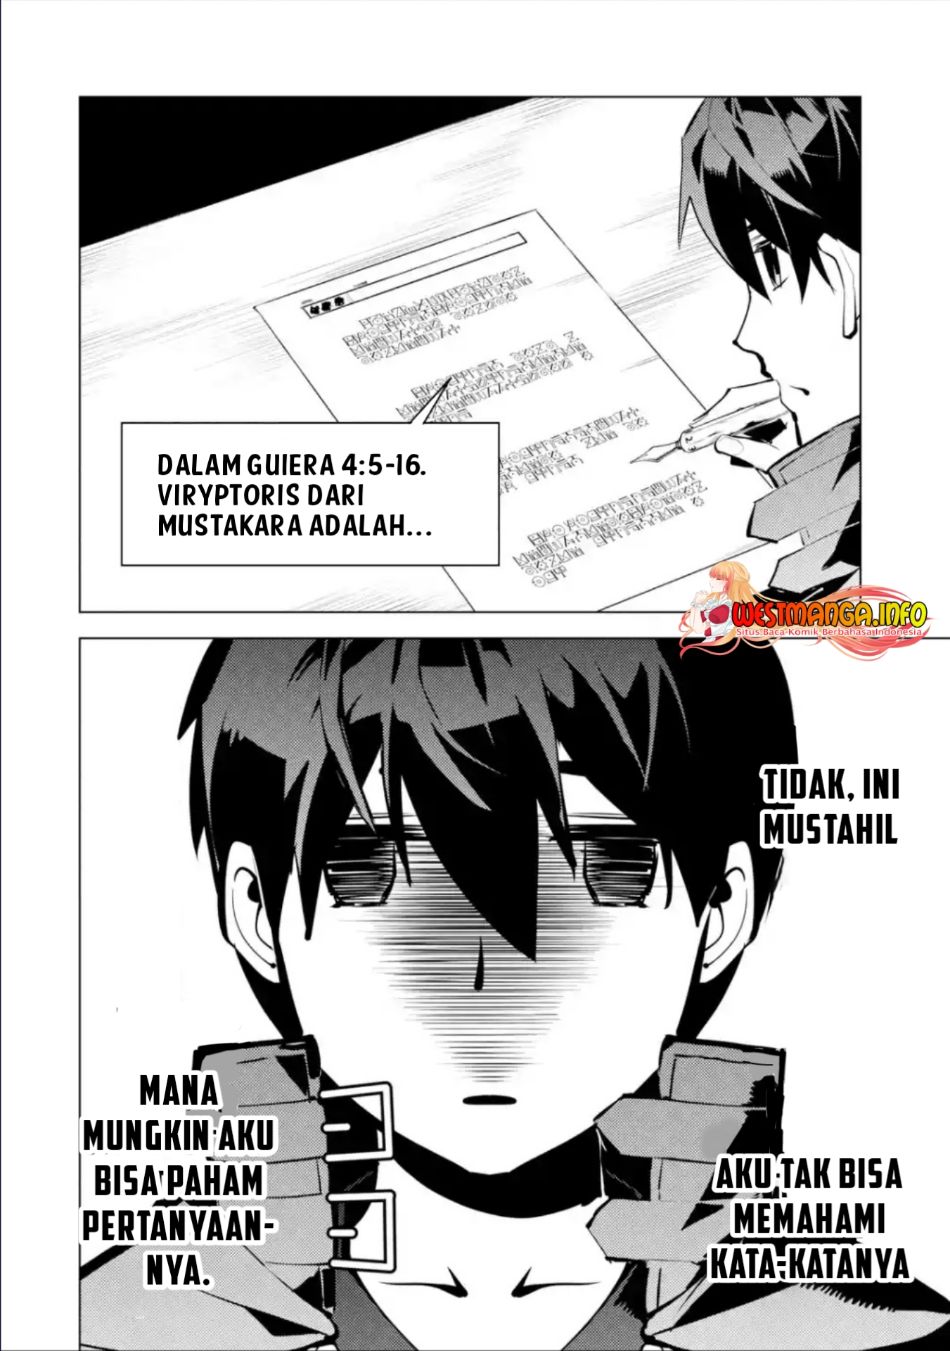 DALAM GUIERA 4:5-16.
VIRYPTORIS DARI
MUSTAKARA ADALAH...
WESTMANGA.INFO
Situs Baca Komik Berbahasa Indonesia
TIDAK, INI
MUSTAHIL
AKU TAK BISA
MEMAHAMI
KATA-KATANYA
MANA
MUNGKIN AKU
BISA PAHAM
PERTANYAAN-
NYA.